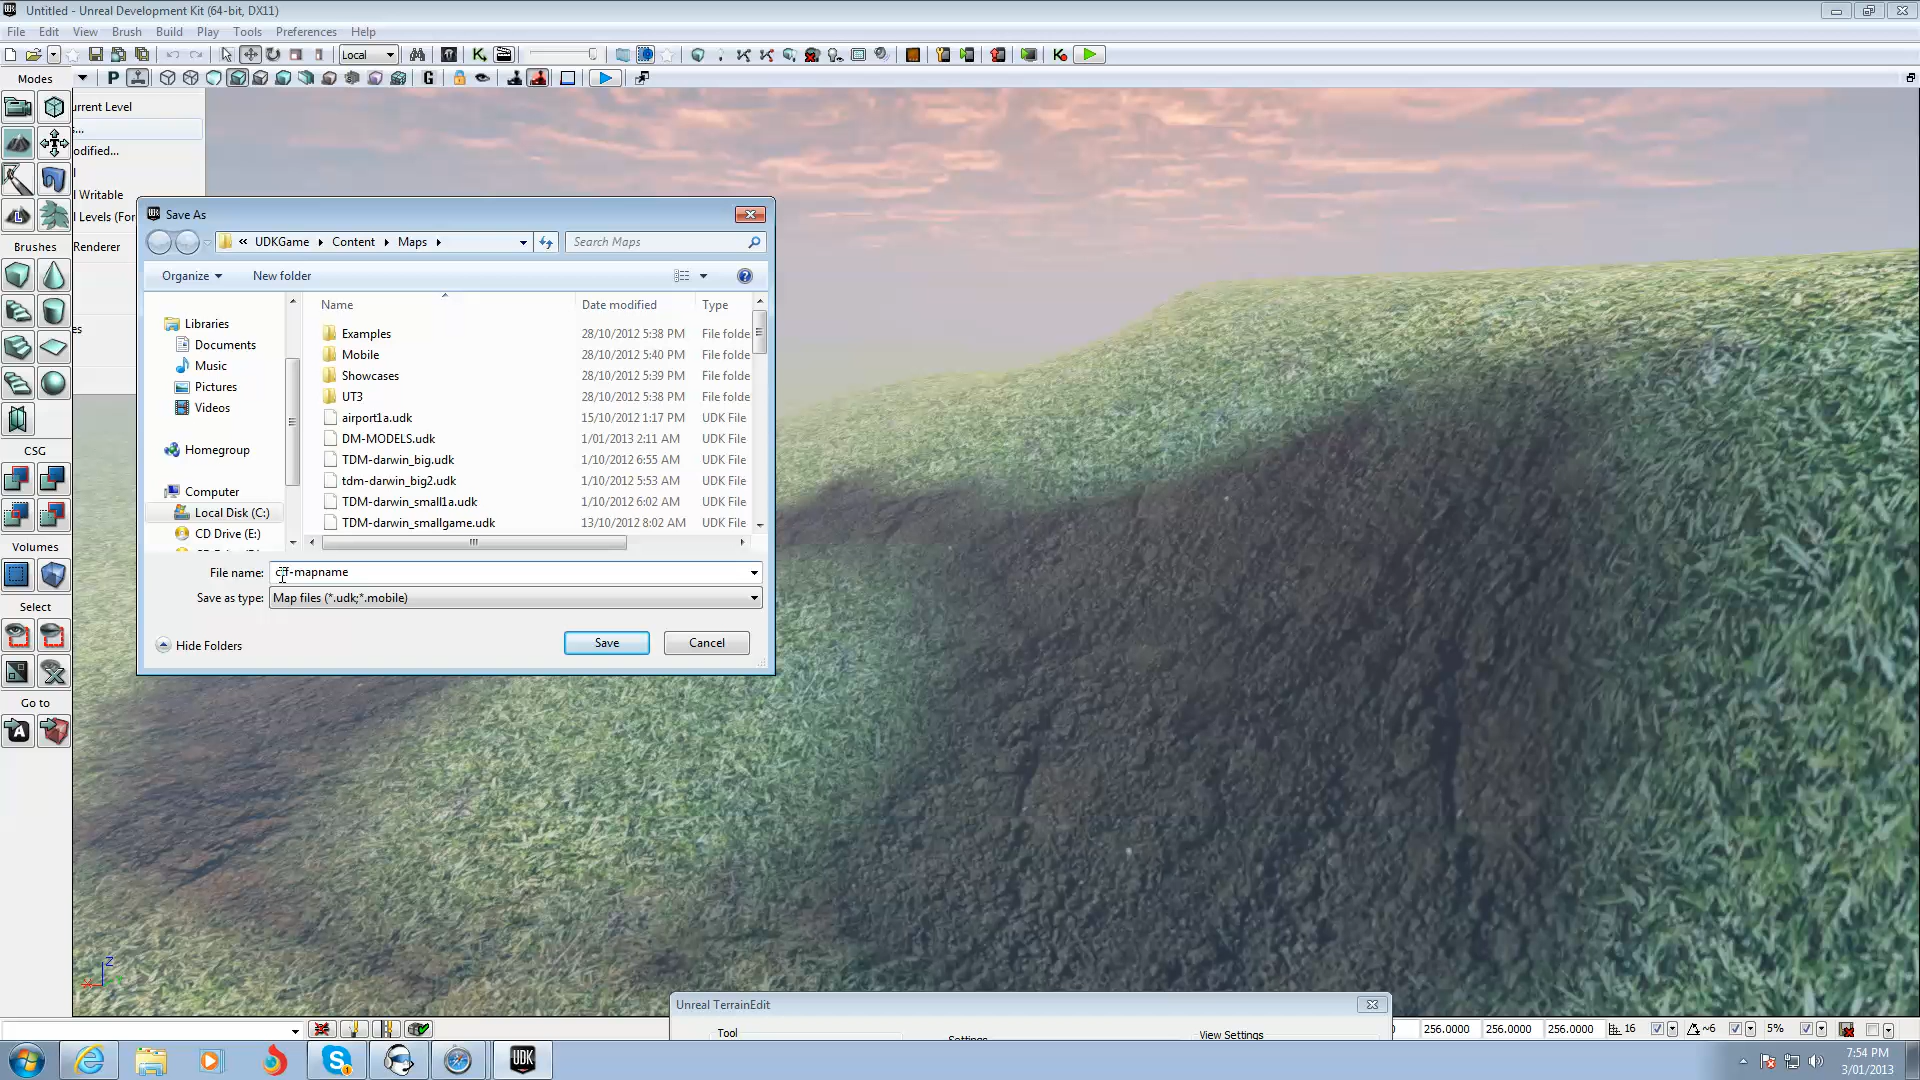 Untitled - Unreal Development Kit (64-bit, DX11)
File Edit View Brush Build Play Tools Preferences Help
Local
Modes
P
G
urrent Level
s...
odified...
l
l Writable
l Levels (For
Renderer
es
Brushes
CSG
Volumes
Select
Go to
Save As
UDKGame Content Maps
Search Maps
Organize New folder
Name Date modified Type
Libraries
Documents
Music
Pictures
Videos
Homegroup
Computer
Local Disk (C:)
CD Drive (E:)
Examples 28/10/2012 5:38 PM File folde
Mobile 28/10/2012 5:40 PM File folde
Showcases 28/10/2012 5:39 PM File folde
UT3 28/10/2012 5:38 PM File folde
airport1a.udk 15/10/2012 1:17 PM UDK File
DM-MODELS.udk 1/01/2013 2:11 AM UDK File
TDM-darwin_big.udk 1/10/2012 6:55 AM UDK File
tdm-darwin_big2.udk 1/10/2012 5:53 AM UDK File
TDM-darwin_small1a.udk 1/10/2012 6:02 AM UDK File
TDM-darwin_smallgame.udk 13/10/2012 8:02 AM UDK File
File name: ctf-mapname
Save as type: Map files (*.udk;*.mobile)
Hide Folders
Save
Cancel
Z
X
Unreal TerrainEdit
Tool
View Settings
256.0000 256.0000 256.0000 16 ~6 5%
UDK
7:54 PM
3/01/2013